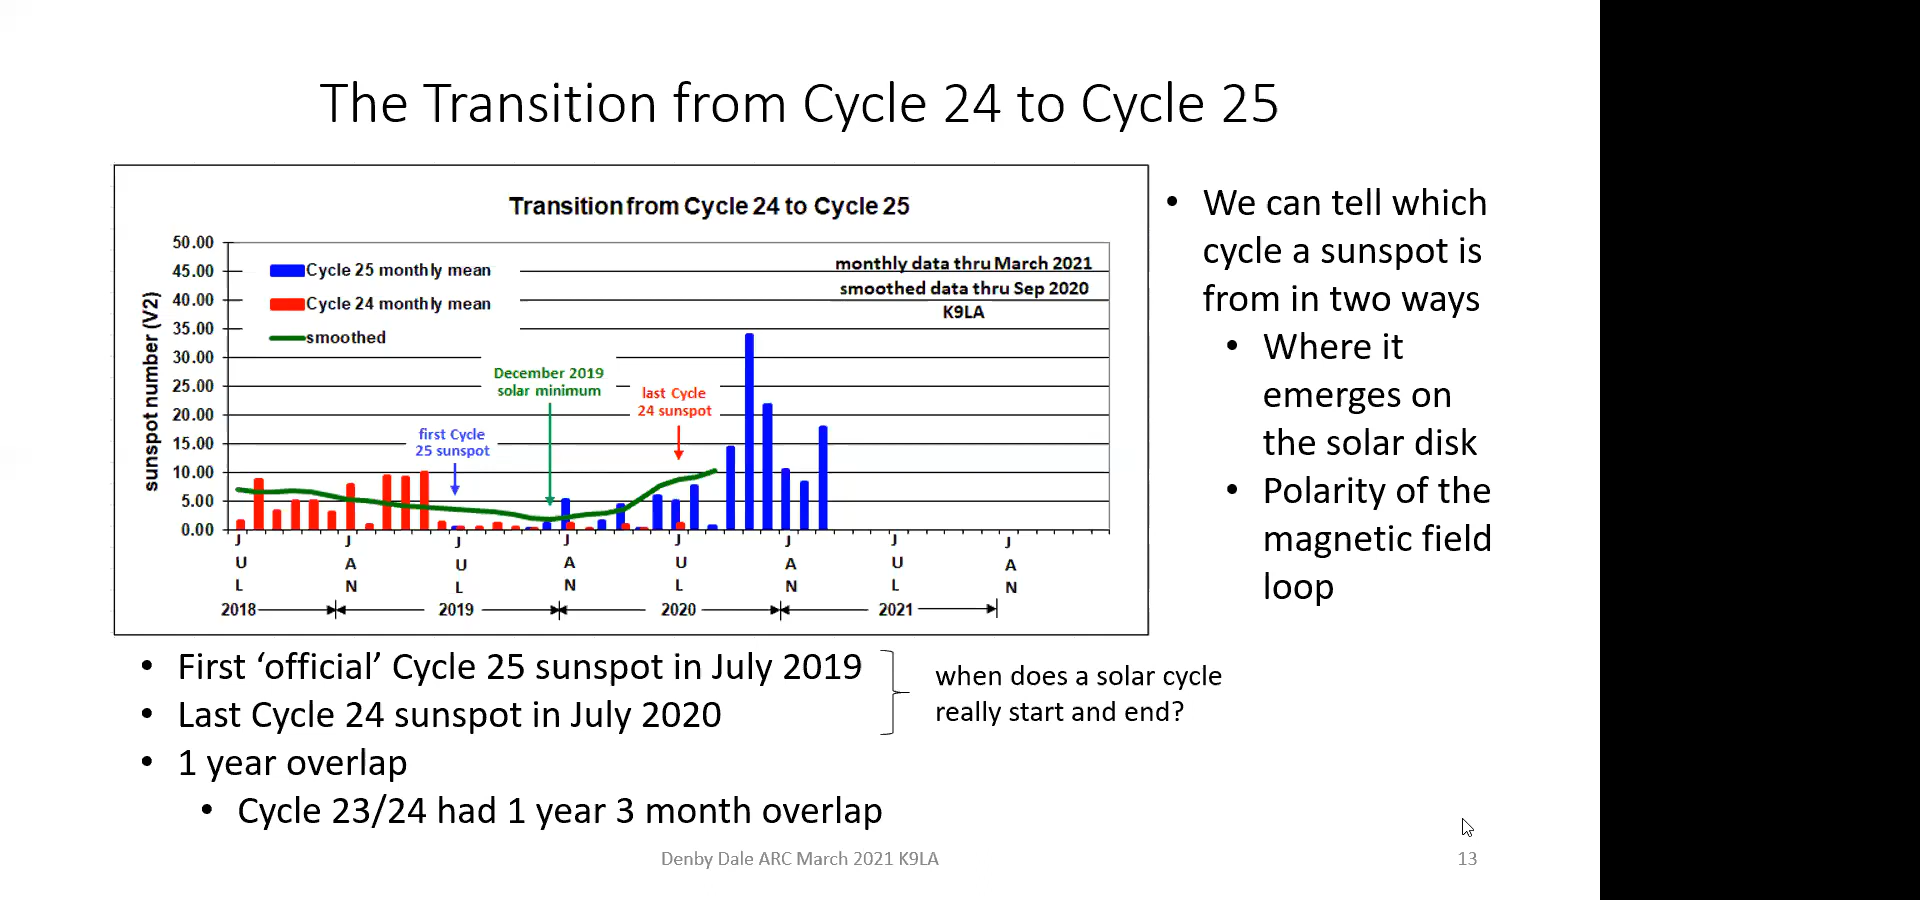 The Transition from Cycle 24 to Cycle 25
Transition from Cycle 24 to Cycle 25
sunspot number (V2)
50.00
45.00
40.00
35.00
30.00
25.00
20.00
15.00
10.00
5.00
0.00
Cycle 25 monthly mean
Cycle 24 monthly mean
smoothed
monthly data thru March 2021
smoothed data thru Sep 2020
K9LA
December 2019
solar minimum
last Cycle
24 sunspot
first Cycle
25 sunspot
JUL
JAN
JUL
JAN
JUL
JAN
JUL
JAN
2018 2019 2020 2021
• We can tell which
cycle a sunspot is
from in two ways
• Where it
emerges on
the solar disk
• Polarity of the
magnetic field
loop
• First ‘official’ Cycle 25 sunspot in July 2019
• Last Cycle 24 sunspot in July 2020
• 1 year overlap
• Cycle 23/24 had 1 year 3 month overlap
when does a solar cycle
really start and end?
Denby Dale ARC March 2021 K9LA
13